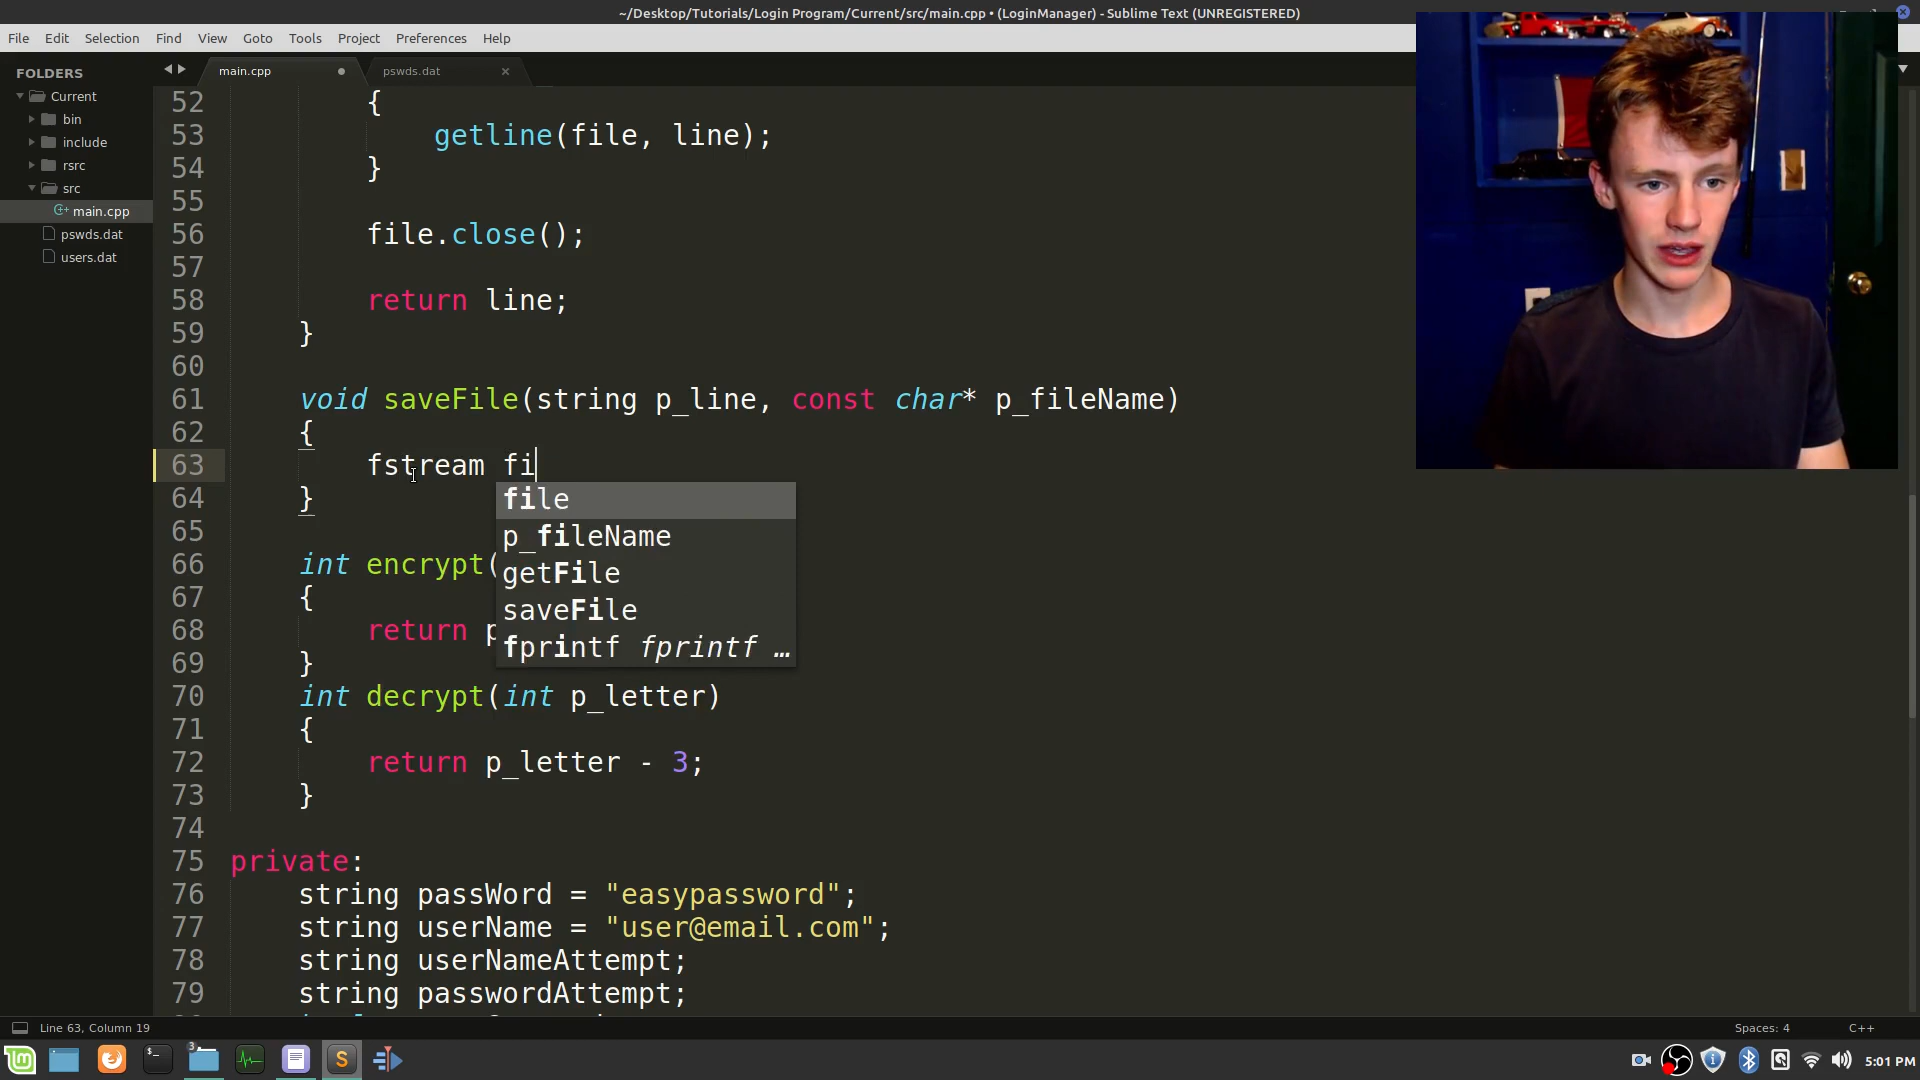 ~/Desktop/Tutorials/Login Program/Current/src/main.cpp • (LoginManager) - Sublime Text (UNREGISTERED)
File Edit Selection Find View Goto Tools Project Preferences Help
FOLDERS
Current
bin
include
rsrc
src
main.cpp
pswds.dat
users.dat
main.cpp
pswds.dat
52 {
53 getline(file, line);
54 }
55
56 file.close();
57
58 return line;
59 }
60
61 void saveFile(string p_line, const char* p_fileName)
62 {
63 fstream fi
64 }
65
66 int encrypt(
67 {
68 return p
69 }
70 int decrypt(int p_letter)
71 {
72 return p_letter - 3;
73 }
74
75 private:
76 string passWord = "easypassword";
77 string userName = "user@email.com";
78 string userNameAttempt;
79 string passwordAttempt;
file
p_fileName
getFile
saveFile
fprintf fprintf …
Line 63, Column 19
Spaces: 4
C++
3
5:01 PM